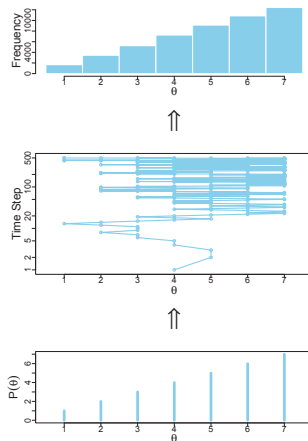 Frequency
0 4000 10000
1 2 3 4 5 6 7
θ
⇑
Time Step
1 2 5 20 100 500
1 2 3 4 5 6 7
θ
⇑
P(θ)
0 2 4 6
1 2 3 4 5 6 7
θ